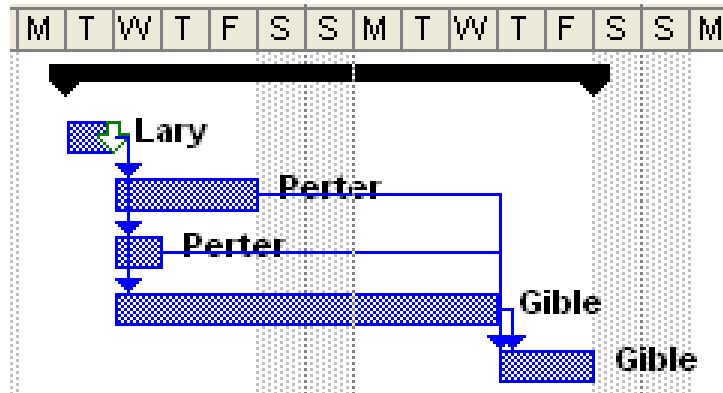 M T W T F S S M T W T F S S M
Lary
Perter
Perter
Gible
Gible